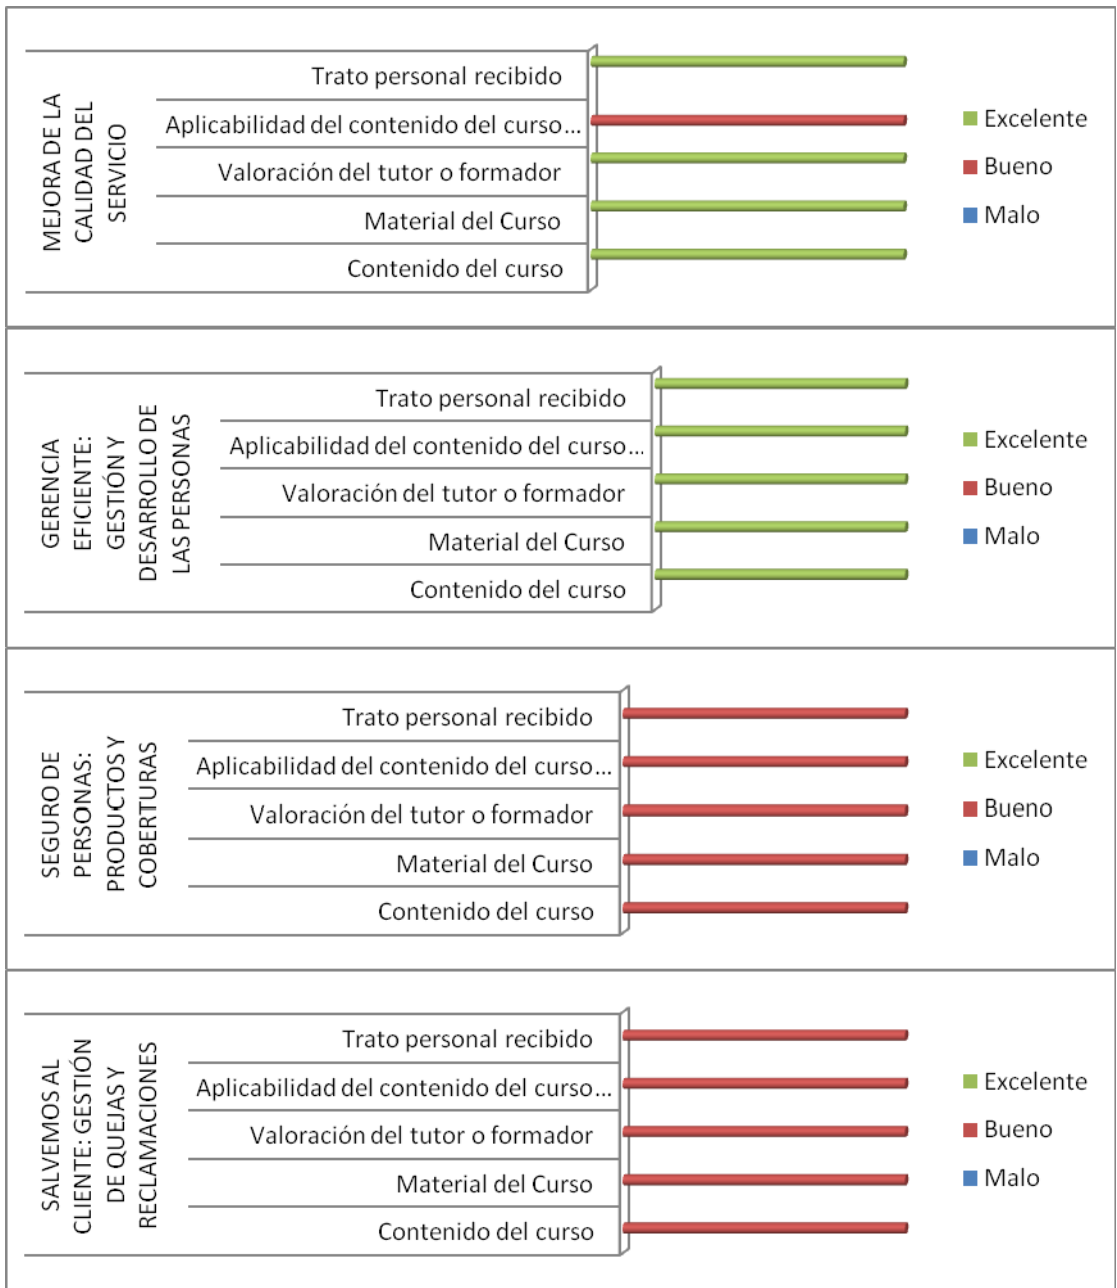 MEJORA DE LA
CALIDAD DEL
SERVICIO
Trato personal recibido
Aplicabilidad del contenido del curso...
Valoración del tutor o formador
Material del Curso
Contenido del curso
Excelente
Bueno
Malo
GERENCIA
EFICIENTE:
GESTIÓN Y
DESARROLLO DE
LAS PERSONAS
Trato personal recibido
Aplicabilidad del contenido del curso...
Valoración del tutor o formador
Material del Curso
Contenido del curso
Excelente
Bueno
Malo
SEGURO DE
PERSONAS:
PRODUCTOS Y
COBERTURAS
Trato personal recibido
Aplicabilidad del contenido del curso...
Valoración del tutor o formador
Material del Curso
Contenido del curso
Excelente
Bueno
Malo
SALVEMOS AL
CLIENTE: GESTIÓN
DE QUEJAS Y
RECLAMACIONES
Trato personal recibido
Aplicabilidad del contenido del curso...
Valoración del tutor o formador
Material del Curso
Contenido del curso
Excelente
Bueno
Malo